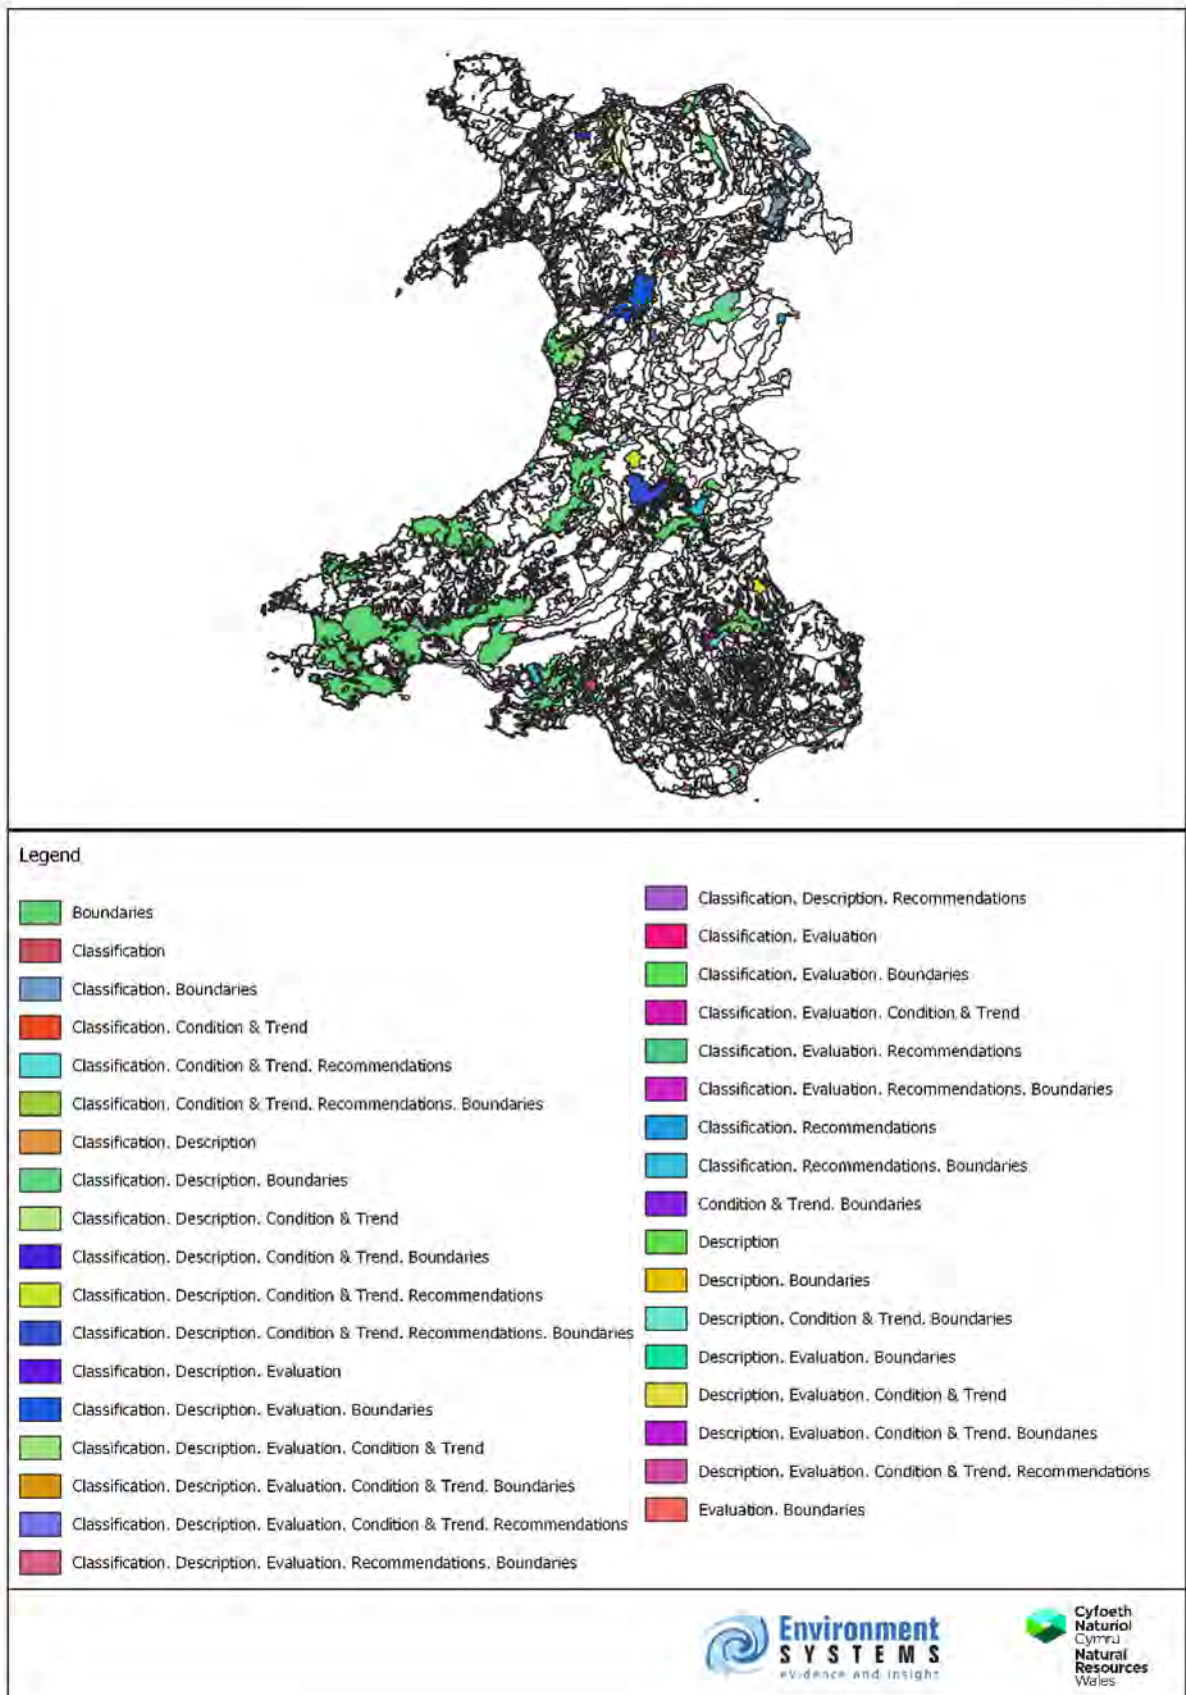 Legend
Boundaries
Classification
Classification. Boundaries
Classification. Condition & Trend
Classification. Condition & Trend. Recommendations
Classification. Condition & Trend. Recommendations. Boundaries
Classification. Description
Classification. Description. Boundaries
Classification. Description. Condition & Trend
Classification. Description. Condition & Trend. Boundaries
Classification. Description. Condition & Trend. Recommendations
Classification. Description. Condition & Trend. Recommendations. Boundaries
Classification. Description. Evaluation
Classification. Description. Evaluation. Boundaries
Classification. Description. Evaluation. Condition & Trend
Classification. Description. Evaluation. Condition & Trend. Boundaries
Classification. Description. Evaluation. Condition & Trend. Recommendations
Classification. Description. Evaluation. Recommendations. Boundaries
Classification. Description. Recommendations
Classification. Evaluation
Classification. Evaluation. Boundaries
Classification. Evaluation. Condition & Trend
Classification. Evaluation. Recommendations
Classification. Evaluation. Recommendations. Boundaries
Classification. Recommendations
Classification. Recommendations. Boundaries
Condition & Trend. Boundaries
Description
Description. Boundaries
Description. Condition & Trend. Boundaries
Description. Evaluation. Boundaries
Description. Evaluation. Condition & Trend
Description. Evaluation. Condition & Trend. Boundaries
Description. Evaluation. Condition & Trend. Recommendations
Evaluation. Boundaries
Environment
SYSTEMS
evidence and insight
Cyfoeth
Naturiol
Cymru
Natural
Resources
Wales